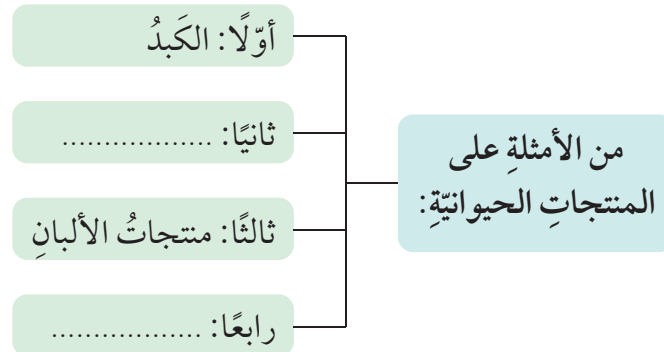 من الأمثلةِ على
المنتجاتِ الحيوانيّةِ:
أوّلًا: الكَبدُ
ثانيًا: ..................
ثالثًا: منتجاتُ الألبانِ
رابعًا: ..................